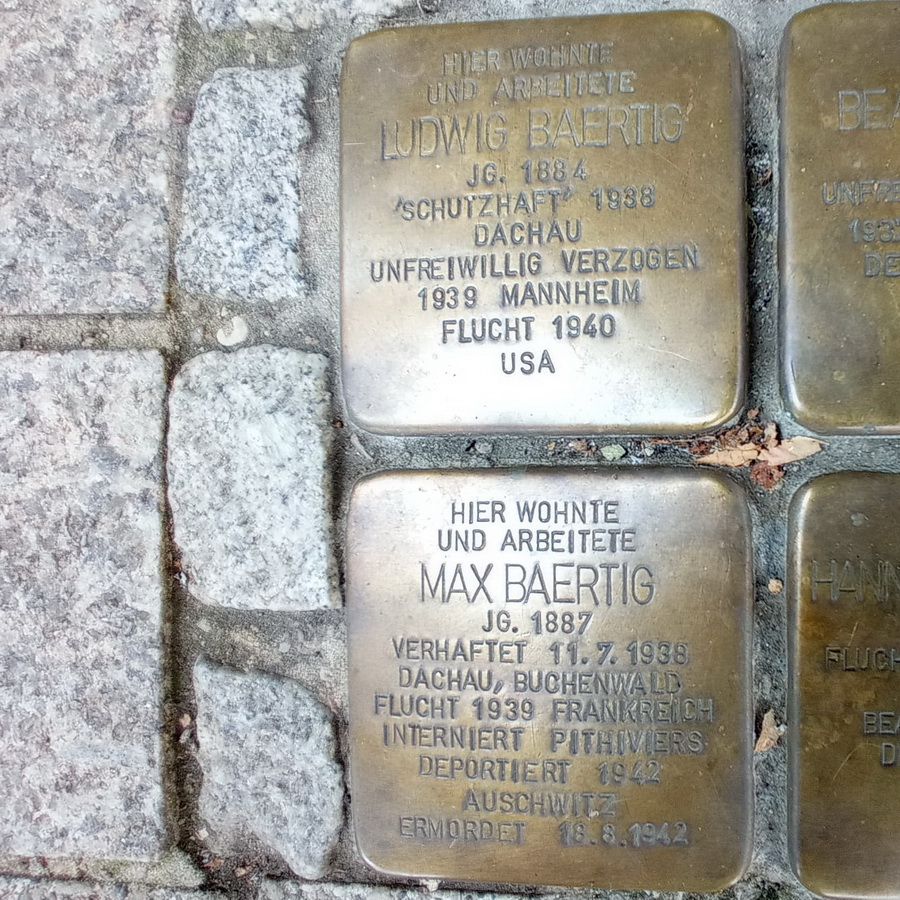 HIER WOHNTE
UND ARBEITETE
LUDWIG BAERTIG
JG. 1884
'SCHUTZHAFT' 1938
DACHAU
UNFREIWILLIG VERZOGEN
1939 MANNHEIM
FLUCHT 1940
USA
HIER WOHNTE
UND ARBEITETE
MAX BAERTIG
JG. 1887
VERHAFTET 11.7.1938
DACHAU, BUCHENWALD
FLUCHT 1939 FRANKREICH
INTERNIERT PITHIVIERS
DEPORTIERT 1942
AUSCHWITZ
ERMORDET 18.8.1942